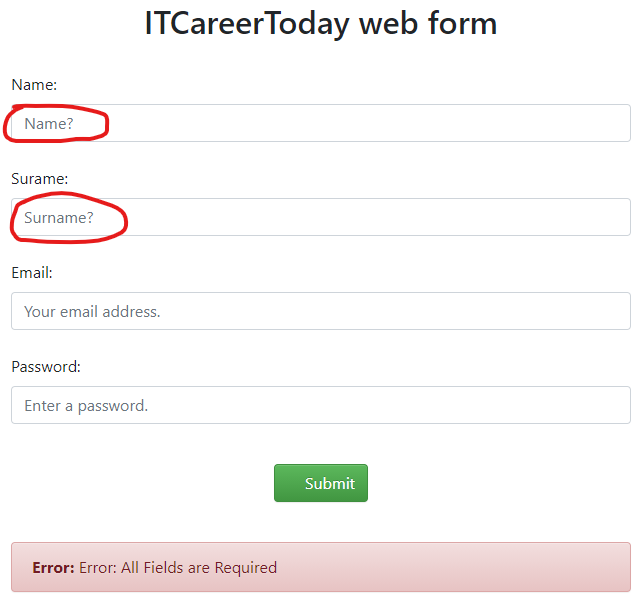 ITCareerToday web form
Name:
Name?
Surame:
Surname?
Email:
Your email address.
Password:
Enter a password.
Submit
Error: Error: All Fields are Required